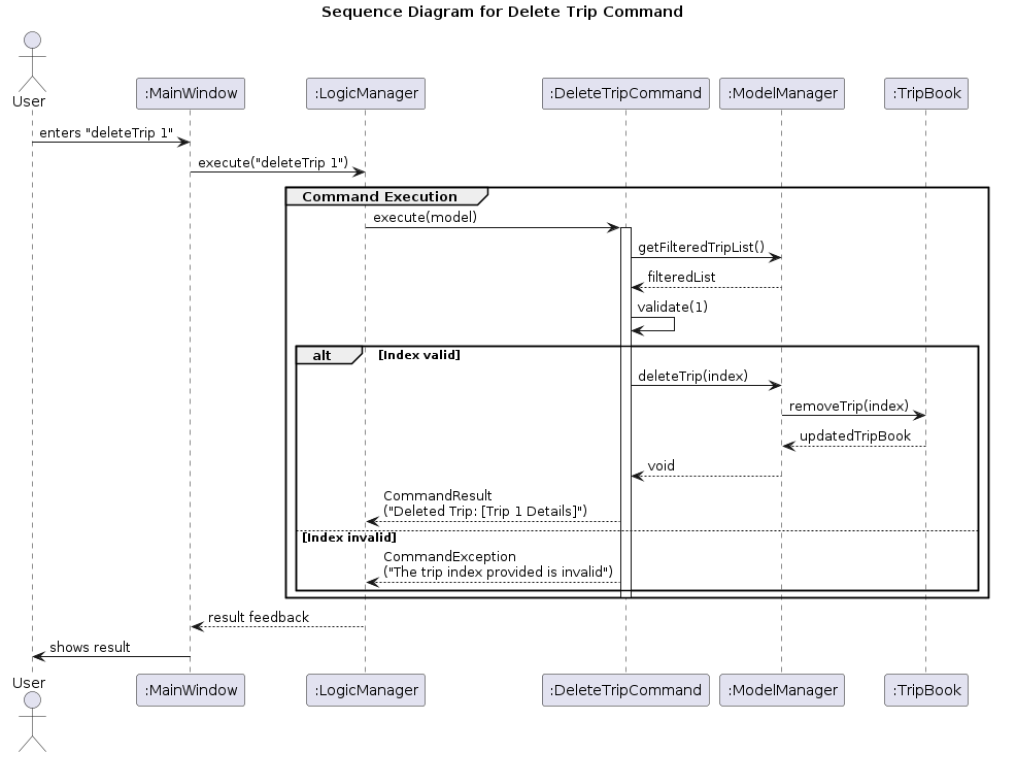 Sequence Diagram for Delete Trip Command
User
:MainWindow
:LogicManager
:DeleteTripCommand
:ModelManager
:TripBook
enters "deleteTrip 1"
execute("deleteTrip 1")
Command Execution
execute(model)
getFilteredTripList()
filteredList
validate(1)
alt
[Index valid]
deleteTrip(index)
removeTrip(index)
updatedTripBook
void
CommandResult
("Deleted Trip: [Trip 1 Details]")
[Index invalid]
CommandException
("The trip index provided is invalid")
result feedback
shows result
User
:MainWindow
:LogicManager
:DeleteTripCommand
:ModelManager
:TripBook